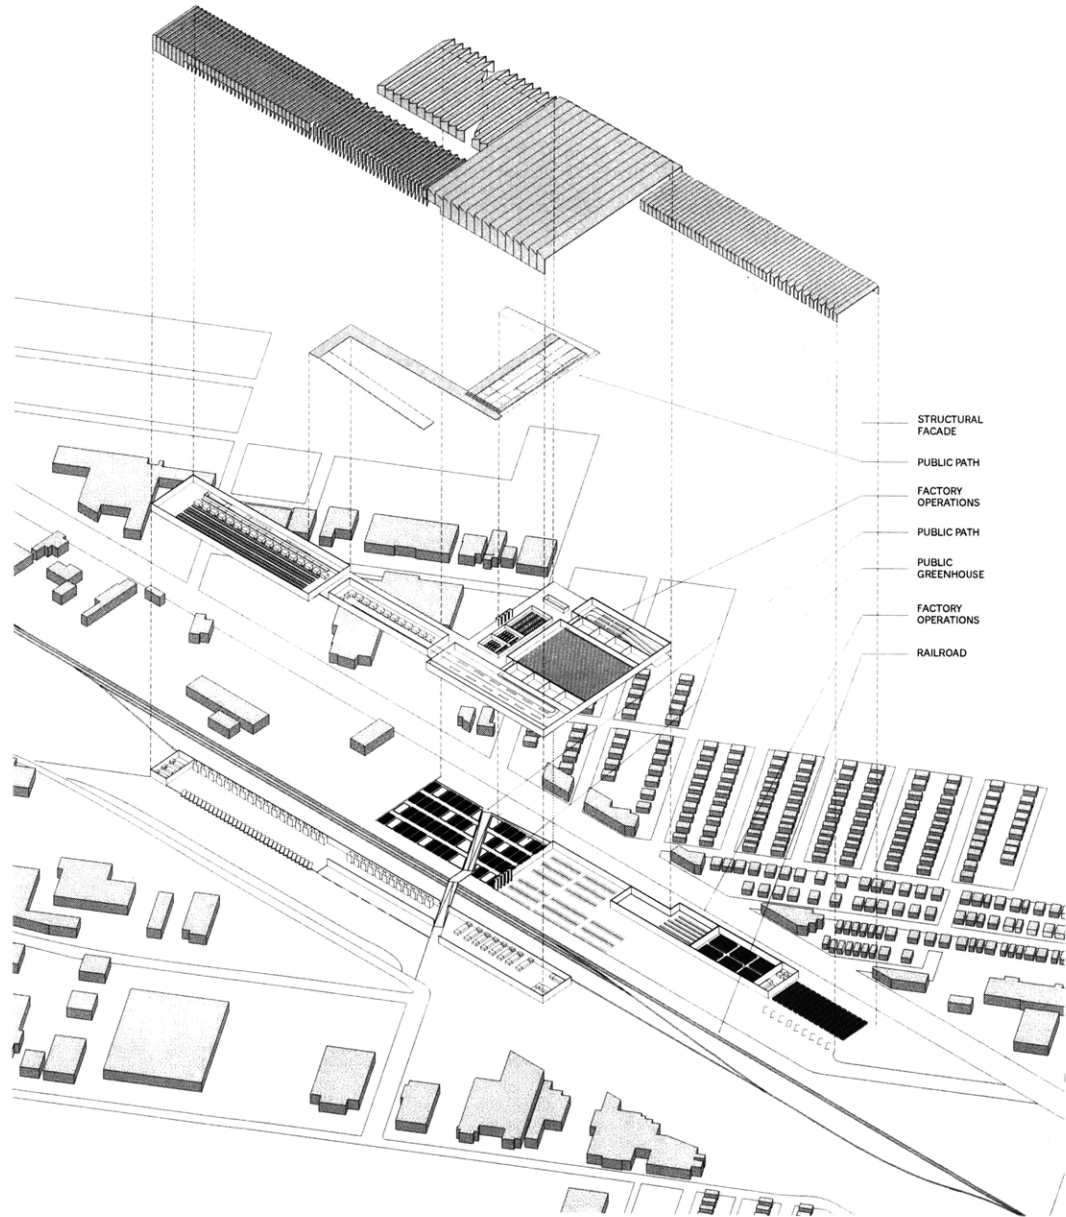 STRUCTURAL
FACADE
PUBLIC PATH
FACTORY
OPERATIONS
PUBLIC PATH
PUBLIC
GREENHOUSE
FACTORY
OPERATIONS
RAILROAD